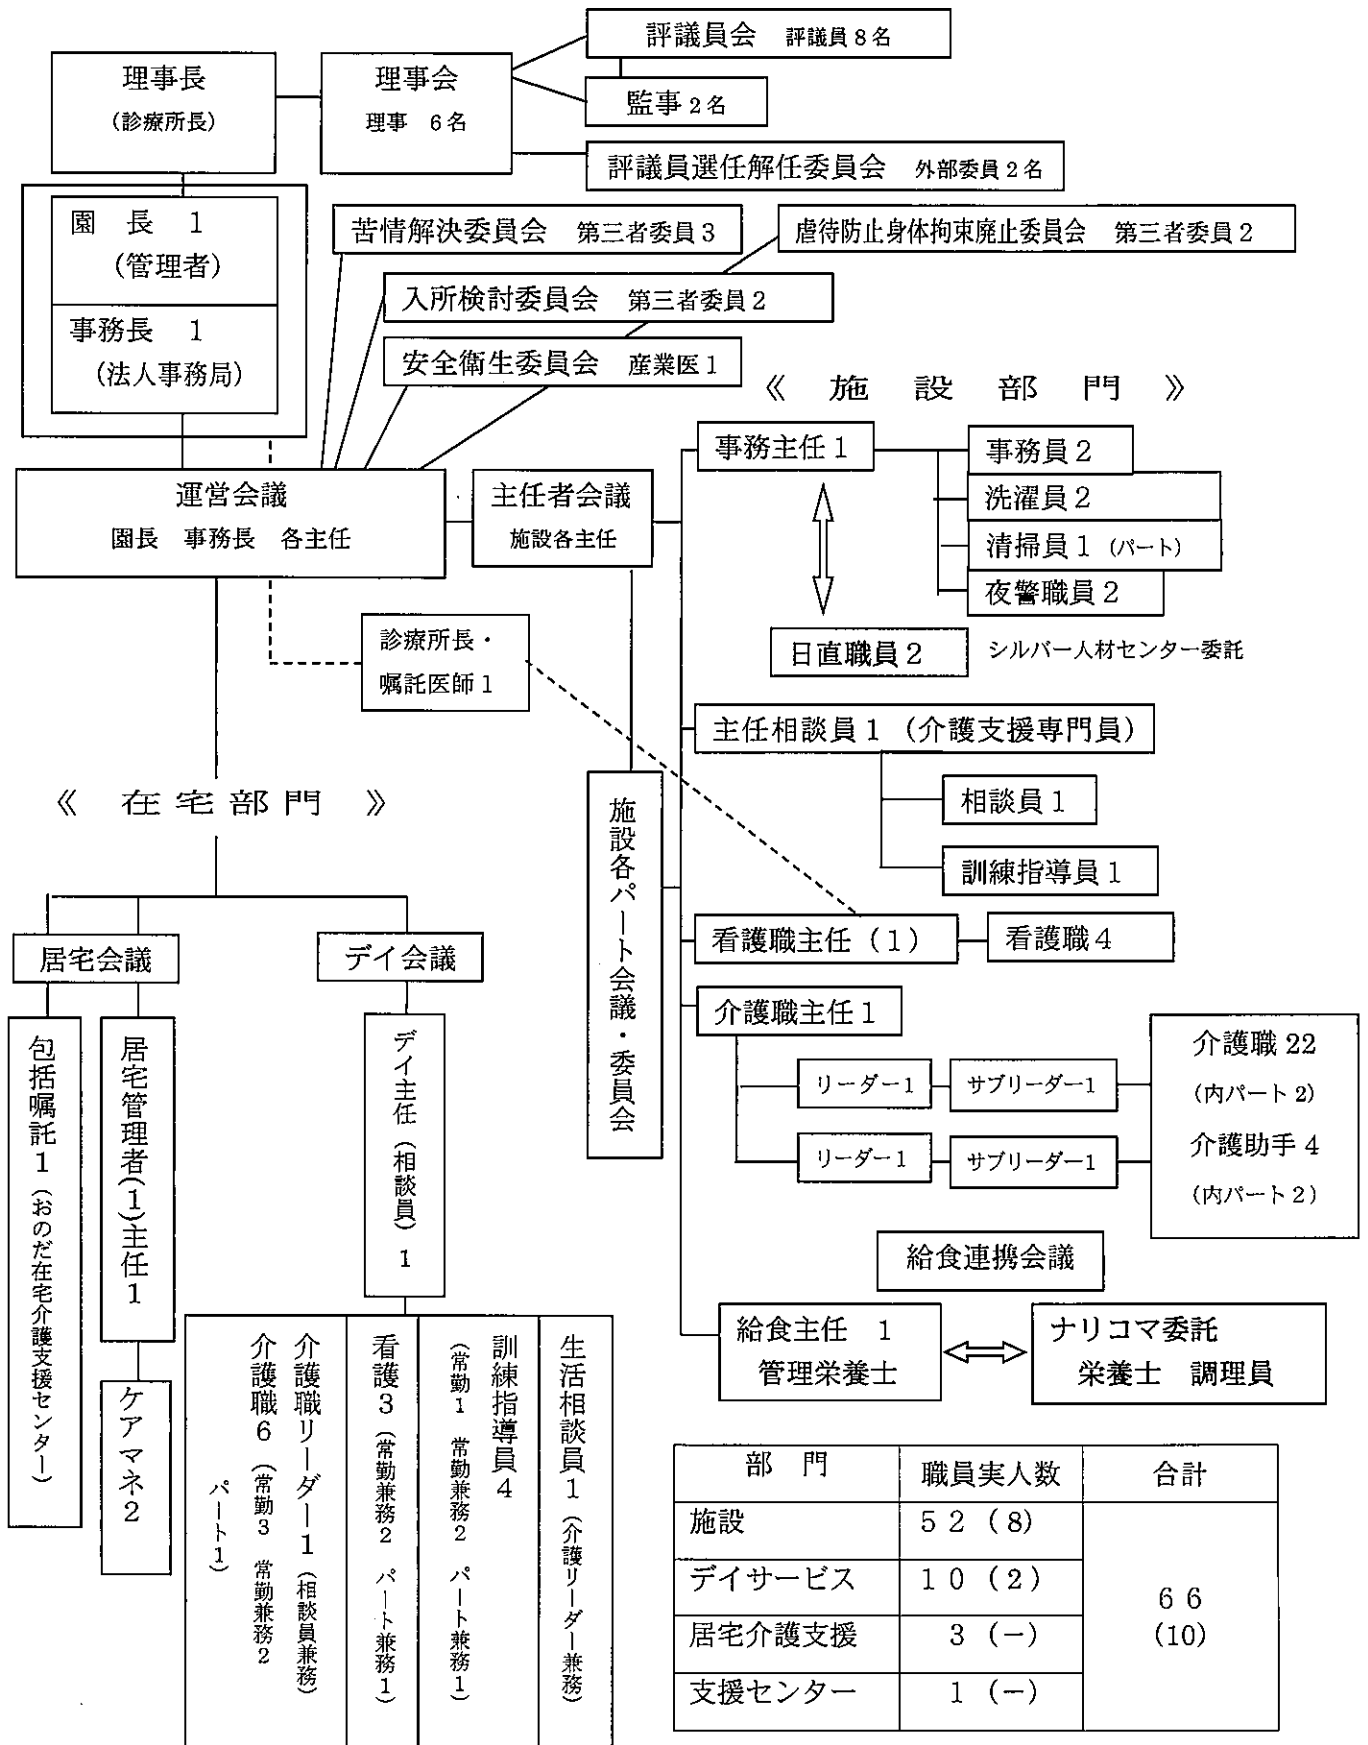 評議員会 評議員8名
理事長
(診療所長)
理事会
理事 6名
監事2名
評議員選任解任委員会 外部委員2名
園 長 1
(管理者)
事務長 1
(法人事務局)
苦情解決委員会 第三者委員3
虐待防止身体拘束廃止委員会 第三者委員2
入所検討委員会 第三者委員2
安全衛生委員会 産業医1
《 施 設 部 門 》
運営会議
園長 事務長 各主任
主任者会議
施設各主任
事務主任1
事務員2
洗濯員2
清掃員1(パート)
夜警職員2
日直職員2
シルバー人材センター委託
診療所長・
嘱託医師1
主任相談員1(介護支援専門員)
相談員1
訓練指導員1
施設各パート会議・委員会
看護職主任(1)
看護職4
介護職主任1
リーダー1
サブリーダー1
リーダー1
サブリーダー1
介護職22
(内パート2)
介護助手4
(内パート2)
給食連携会議
給食主任 1
管理栄養士
ナリコマ委託
栄養士 調理員
《 在宅部門 》
居宅会議
デイ会議
包括嘱託1(おのだ在宅介護支援センター)
居宅管理者(1)主任1
ケアマネ2
デイ主任(相談員)1
生活相談員1(介護リーダー兼務)
訓練指導員4
(常勤1 常勤兼務2 パート兼務1)
看護3(常勤兼務2 パート兼務1)
介護職リーダー1(相談員兼務)
介護職6(常勤3 常勤兼務2
パート1)
部 門 職員実人数 合計
施設 52(8)
デイサービス 10(2)
居宅介護支援 3(-)
支援センター 1(-)
66
(10)